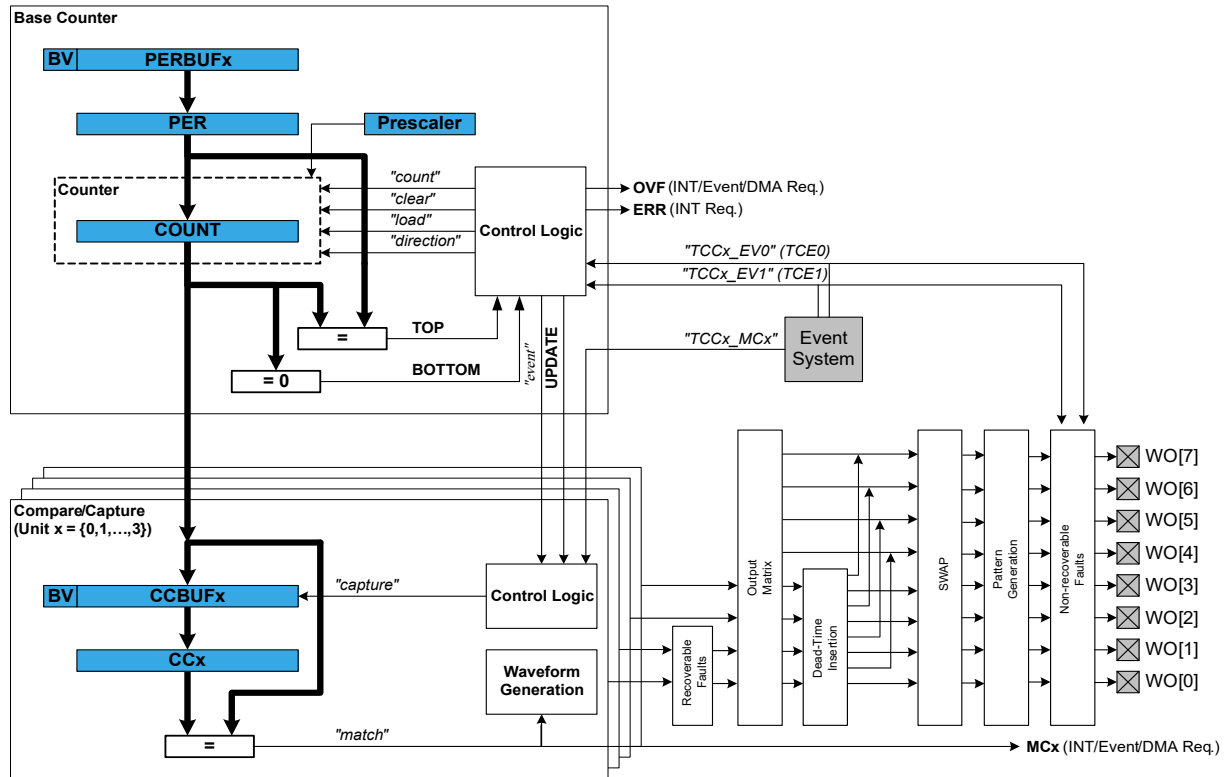 Base Counter
BV
PERBUFx
PER
Prescaler
Counter
COUNT
"count"
"clear"
"load"
"direction"
Control Logic
OVF (INT/Event/DMA Req.)
ERR (INT Req.)
"TCCx_EV0" (TCE0)
"TCCx_EV1" (TCE1)
"TCCx_MCx"
Event
System
=
TOP
= 0
BOTTOM
"event"
UPDATE
Compare/Capture
(Unit x = {0,1,…,3})
BV
CCBUFx
"capture"
Control Logic
CCx
Waveform
Generation
=
"match"
Recoverable
Faults
Output
Matrix
Dead-Time
Insertion
SWAP
Pattern
Generation
Non-recoverable
Faults
WO[7]
WO[6]
WO[5]
WO[4]
WO[3]
WO[2]
WO[1]
WO[0]
MCx (INT/Event/DMA Req.)